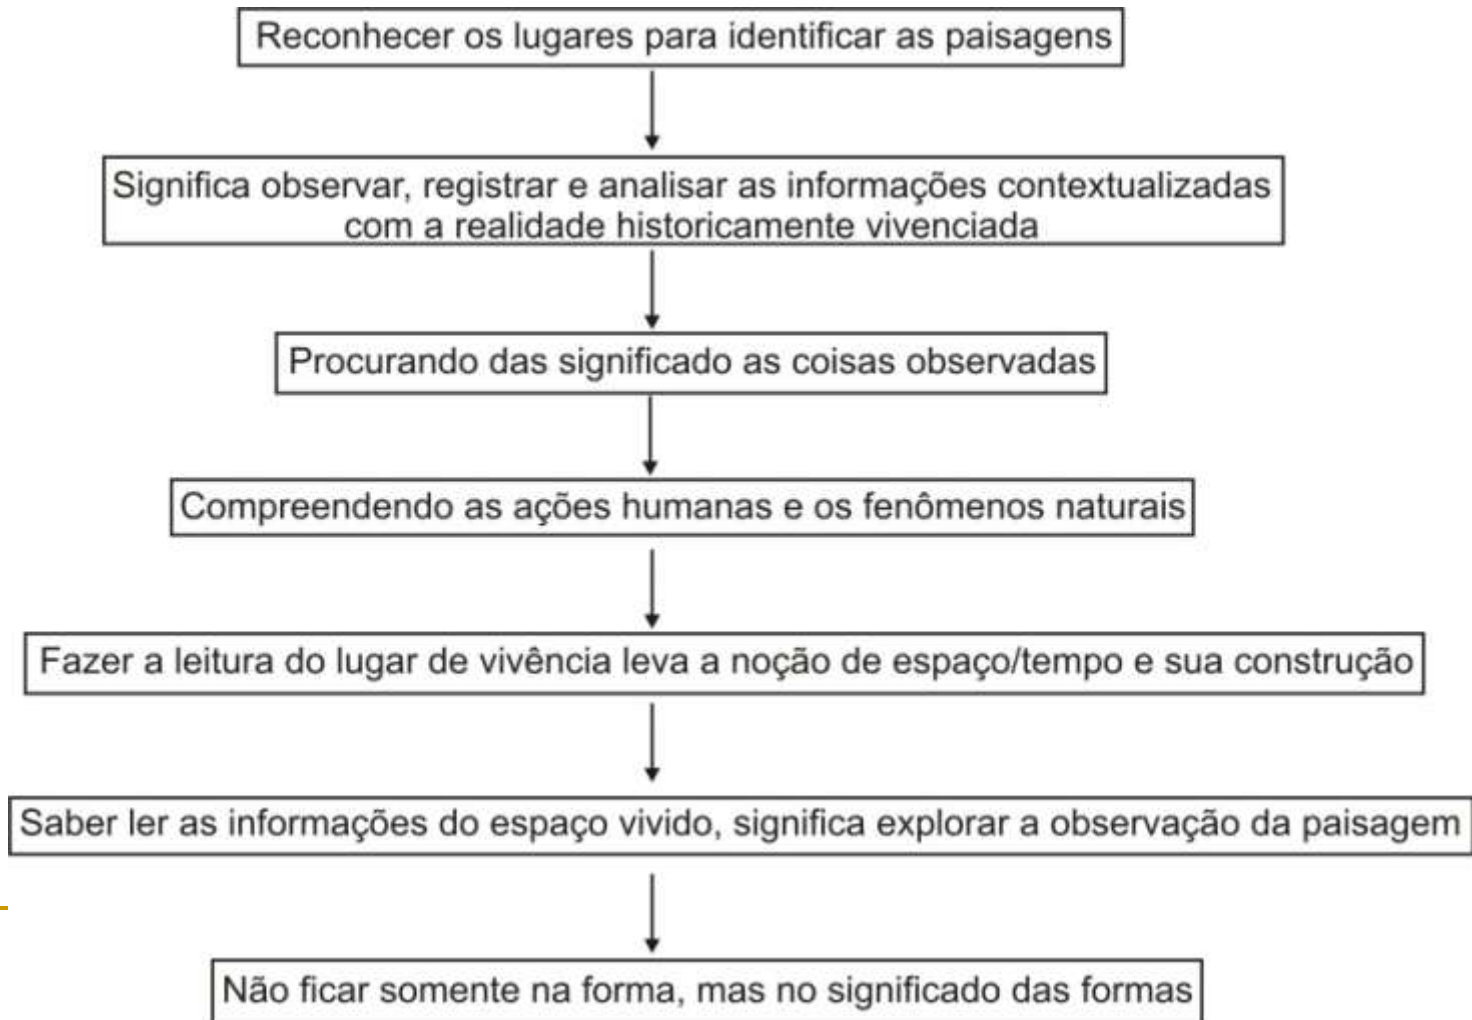 Reconhecer os lugares para identificar as paisagens
Significa observar, registrar e analisar as informações contextualizadas
com a realidade historicamente vivenciada
Procurando das significado as coisas observadas
Compreendendo as ações humanas e os fenômenos naturais
Fazer a leitura do lugar de vivência leva a noção de espaço/tempo e sua construção
Saber ler as informações do espaço vivido, significa explorar a observação da paisagem
Não ficar somente na forma, mas no significado das formas